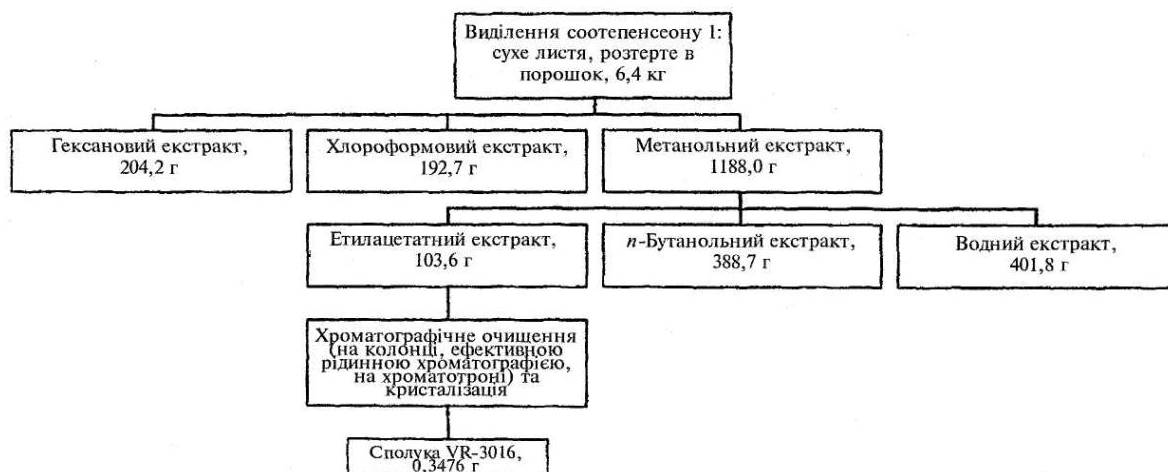 Виділення соотепенсеону 1:
сухе листя, розтерте в
порошок, 6,4 кг
Гексановий екстракт,
204,2 г
Хлороформовий екстракт,
192,7 г
Метанольний екстракт,
1188,0 г
Етилацетатний екстракт,
103,6 г
n-Бутанольний екстракт,
388,7 г
Водний екстракт,
401,8 г
Хроматографічне очищення
(на колонці, ефективною
рідинною хроматографією,
на хроматотроні) та
кристалізація
Сполука VR-3016,
0,3476 г